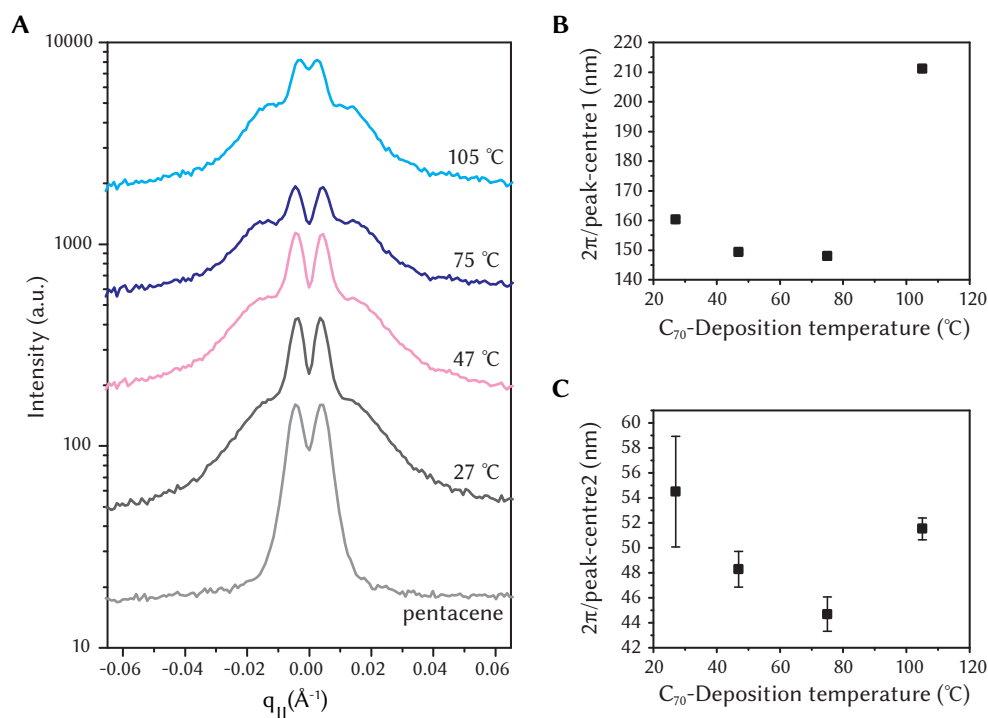 A
10000
1000
100
10
Intensity (a.u.)
105 °C
75 °C
47 °C
27 °C
pentacene
-0.06 -0.04 -0.02 0.00 0.02 0.04 0.06
q||(Å-1)
B
220
210
200
190
180
170
160
150
140
2π/peak-centre1 (nm)
20 40 60 80 100 120
C70-Deposition temperature (°C)
C
60
58
56
54
52
50
48
46
44
42
2π/peak-centre2 (nm)
20 40 60 80 100 120
C70-Deposition temperature (°C)